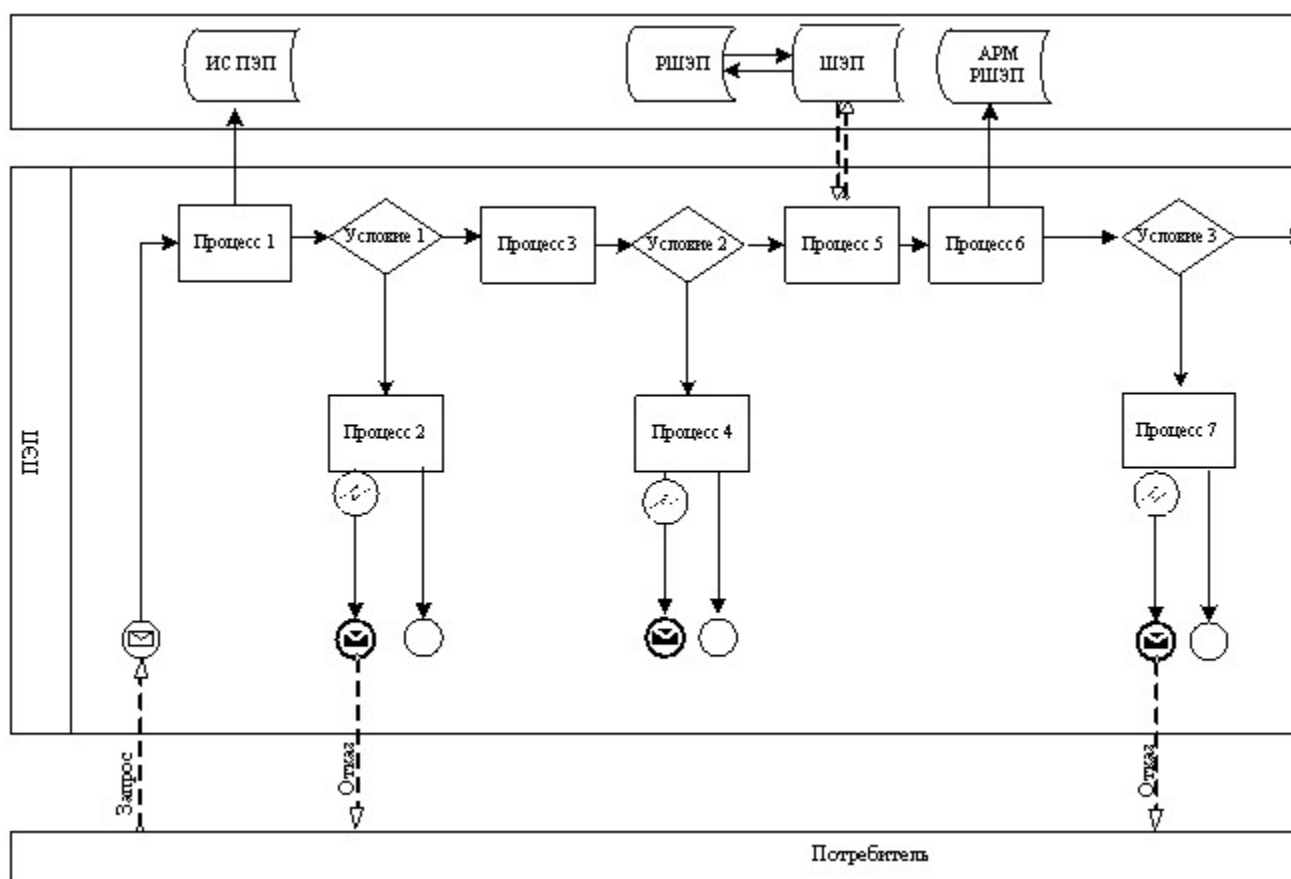 ИС ПЭП
РШЭП
ШЭП
АРМ
РШЭП
Процесс 1
Условие 1
Процесс 3
Условие 2
Процесс 5
Процесс 6
Условие 3
Процесс 2
Процесс 4
Процесс 7
ПЭП
Запрос
Отказ
Отказ
Потребитель